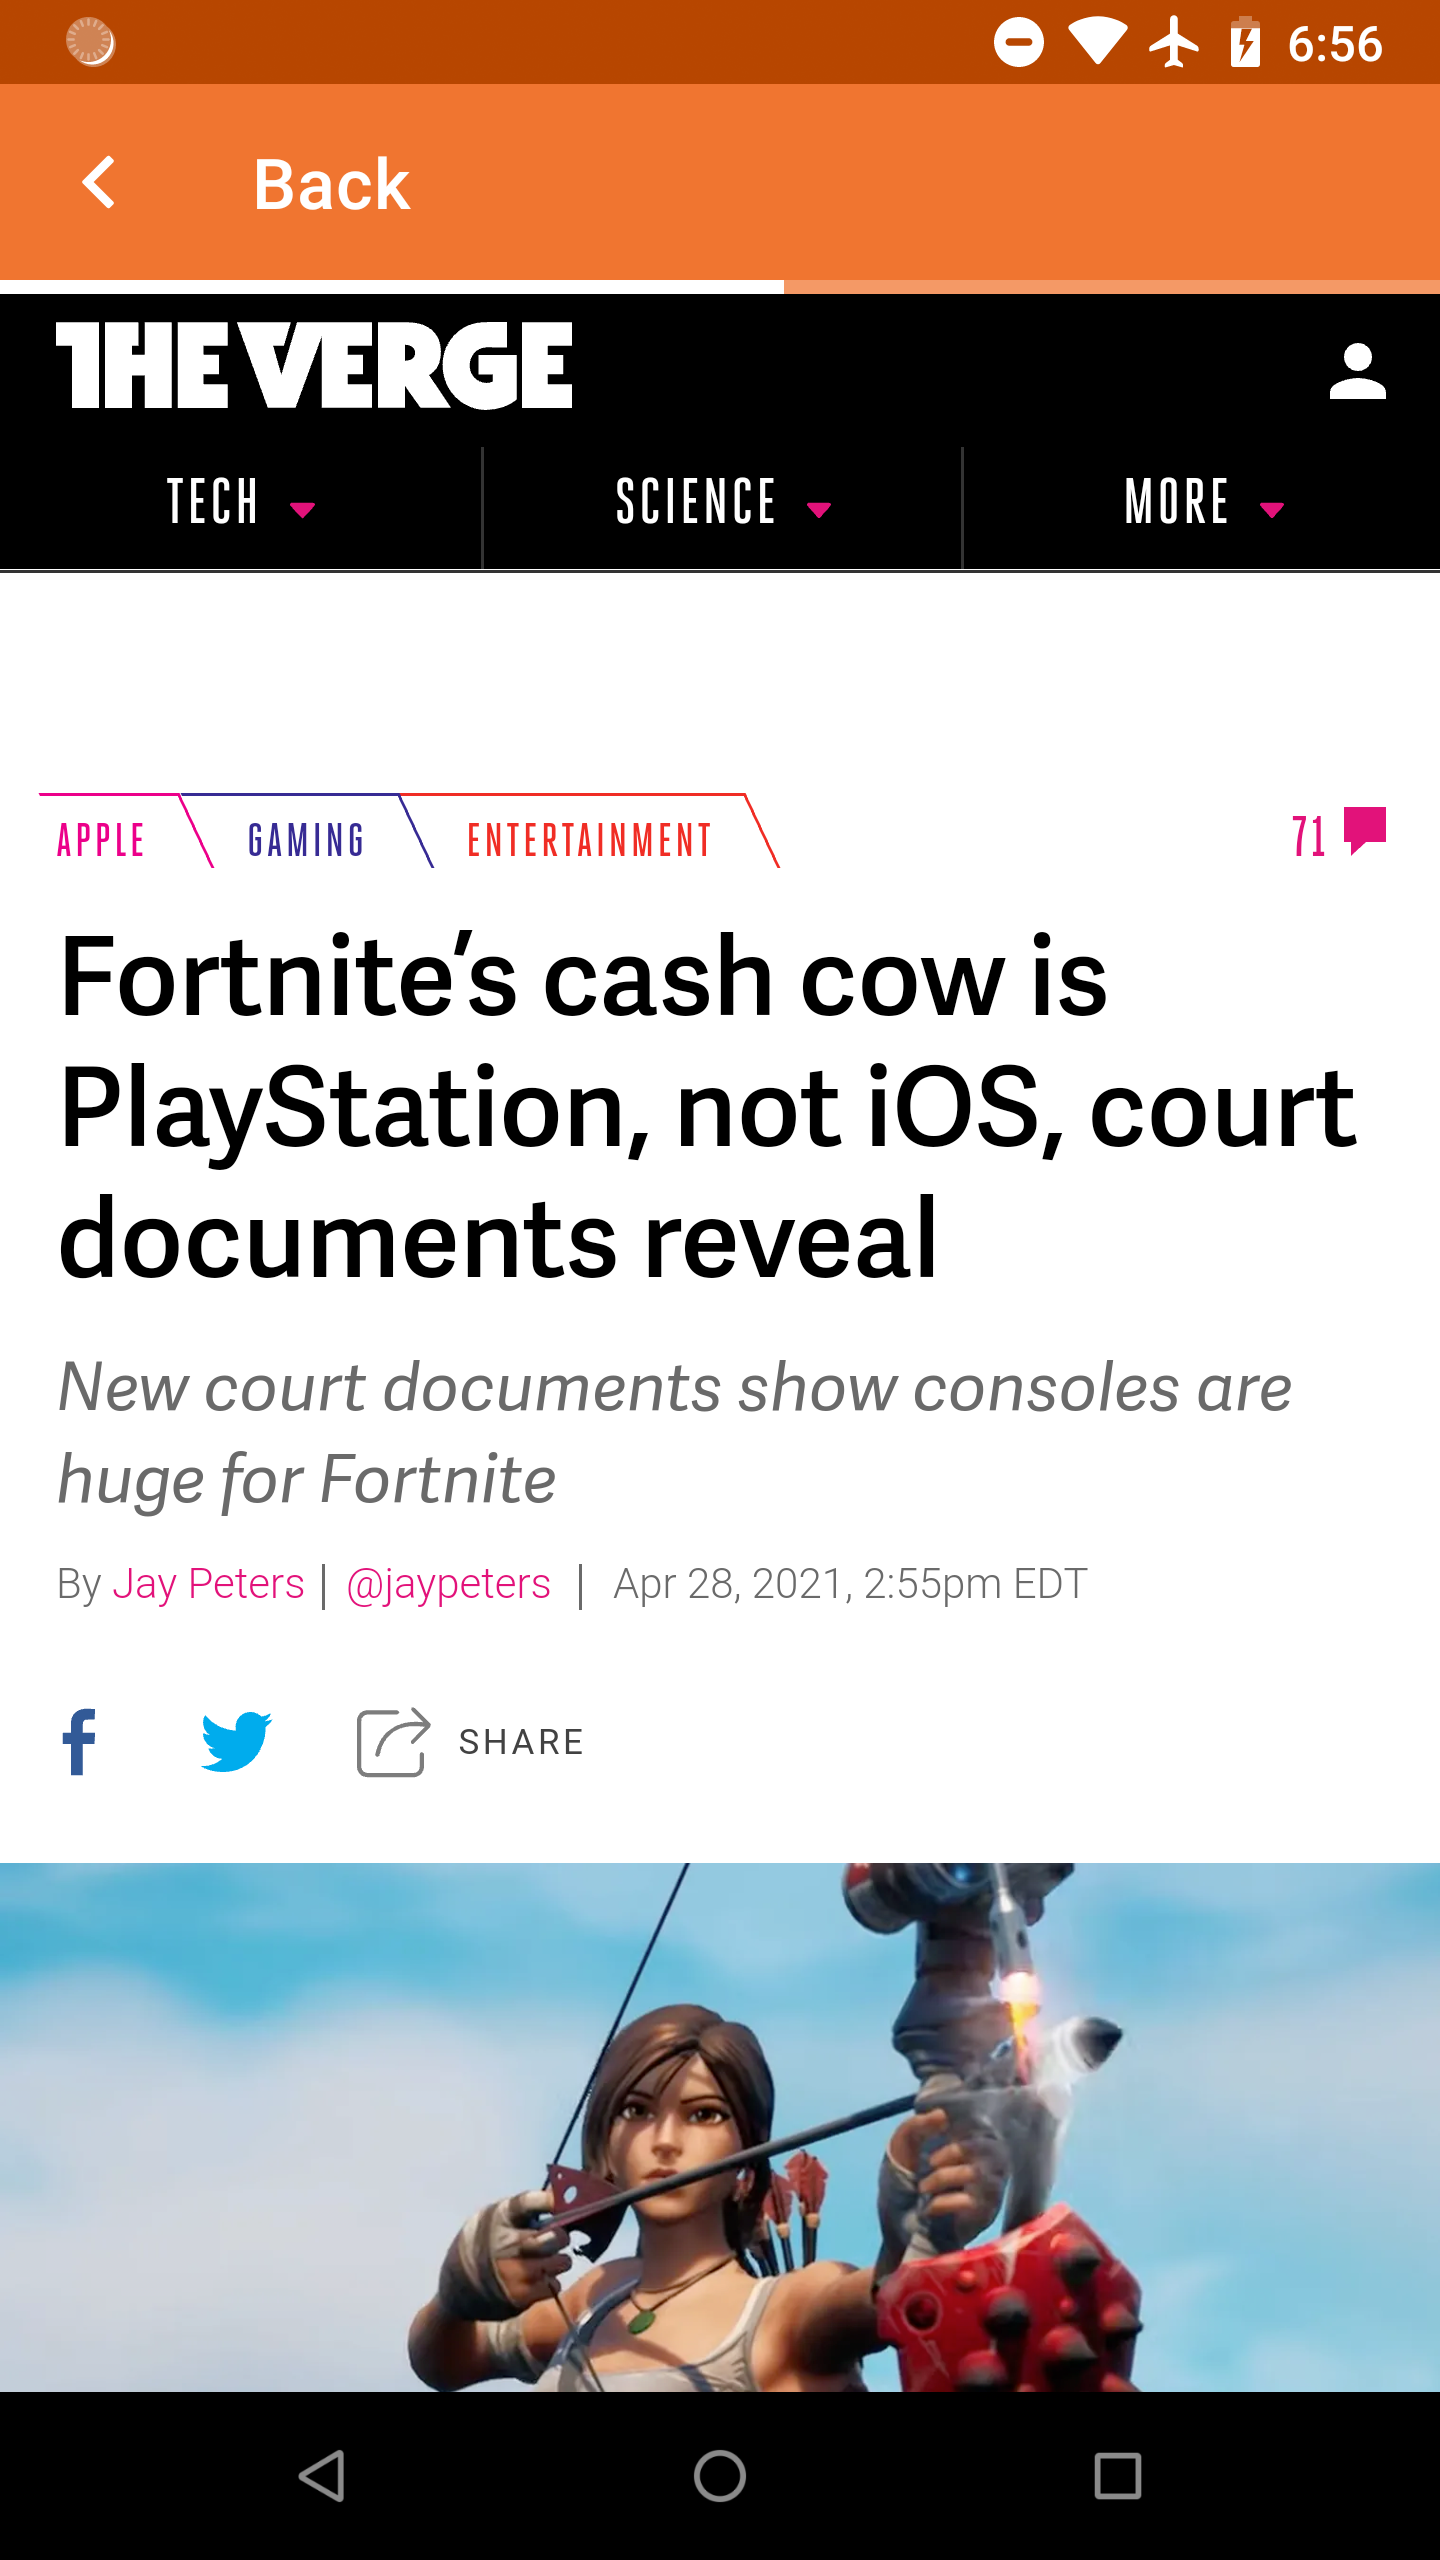 6:56
Back
THE VERGE
TECH
SCIENCE
MORE
APPLE
GAMING
ENTERTAINMENT
71
Fortnite’s cash cow is
PlayStation, not iOS, court
documents reveal
New court documents show consoles are
huge for Fortnite
By Jay Peters | @jaypeters | Apr 28, 2021, 2:55pm EDT
SHARE